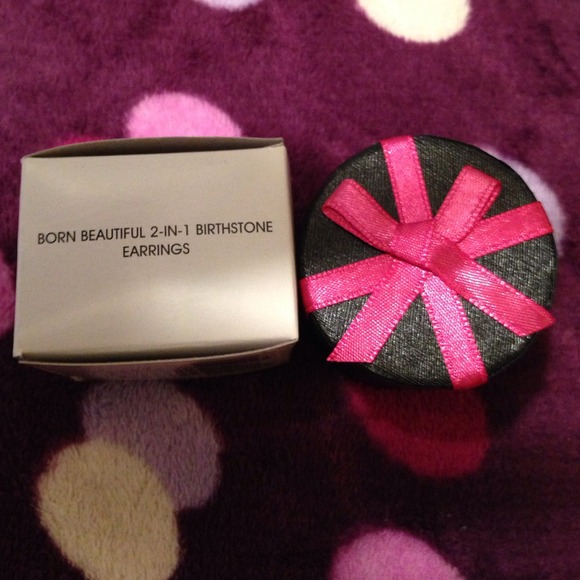 BORN BEAUTIFUL 2-IN-1 BIRTHSTONE
EARRINGS